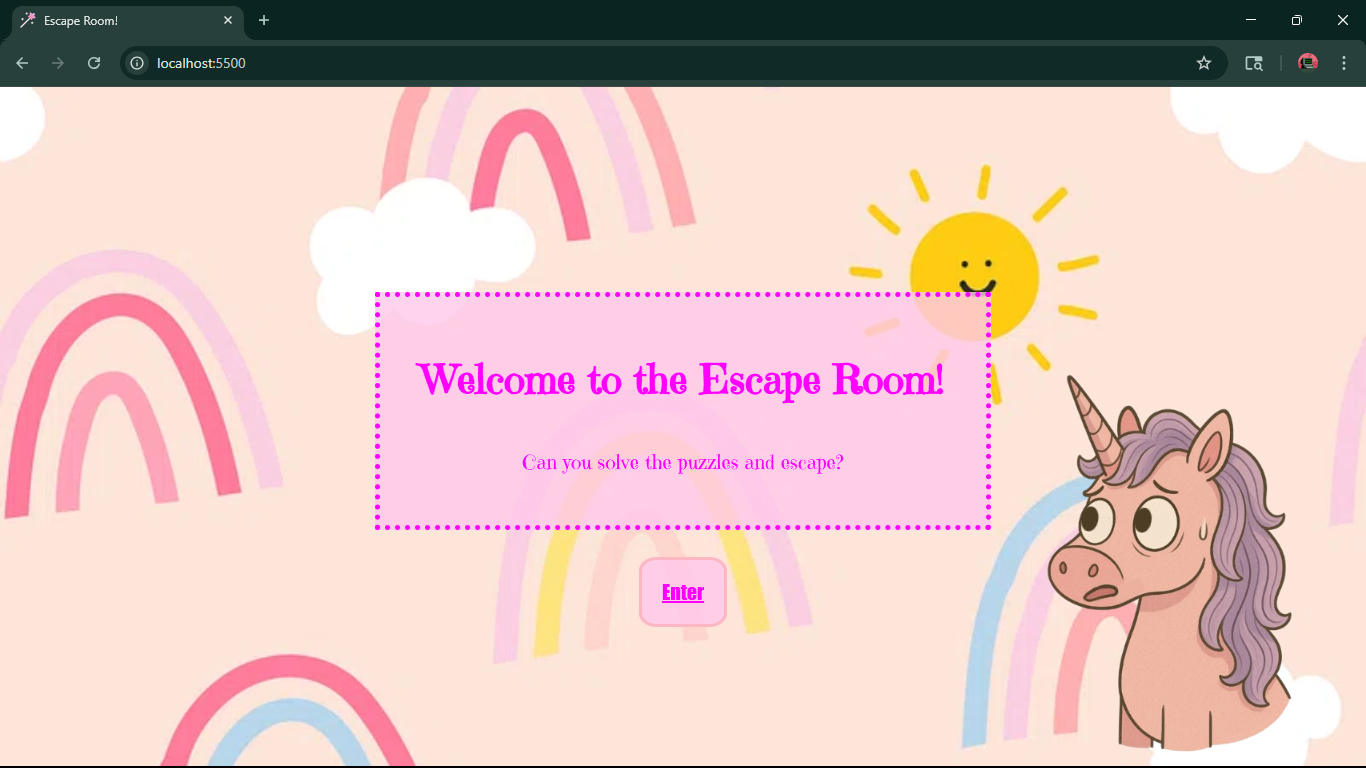 Escape Room!
localhost:5500
Welcome to the Escape Room!
Can you solve the puzzles and escape?
Enter